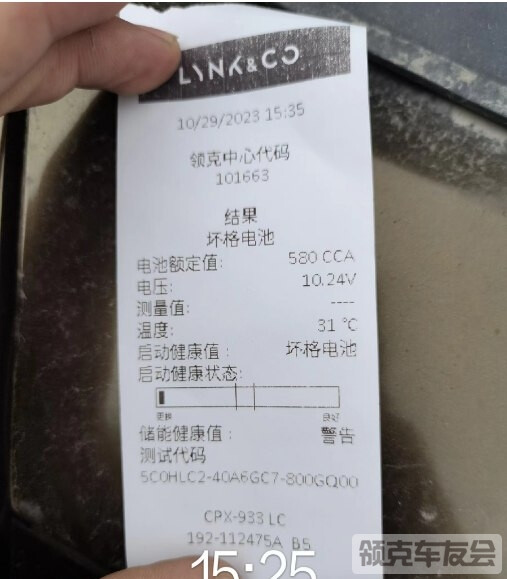 LYNK&CO
10/29/2023 15:35
领克中心代码
101663
结果
坏格电池
电池额定值: 580 CCA
电压: 10.24V
测量值: ----
温度: 31 ℃
启动健康值: 坏格电池
启动健康状态:
更换 良好
储能健康值: 警告
测试代码
5C0HLC2-40A6GC7-800GQ00
CPX-933 LC
192-112475A B5
15:25
领克车友会